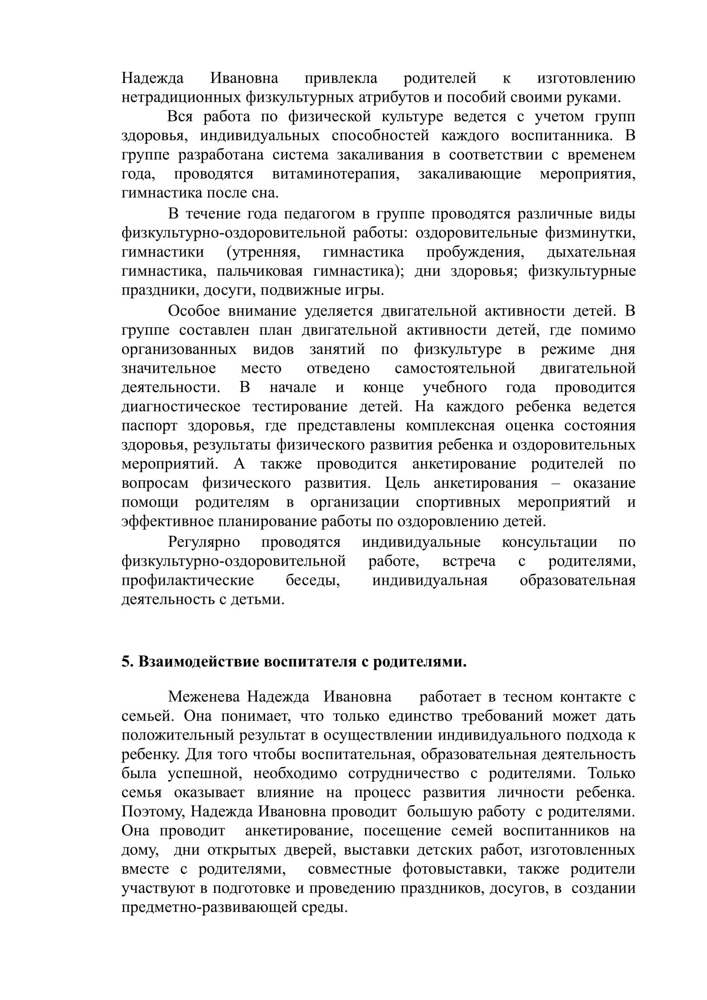 Надежда Ивановна привлекла родителей к изготовлению
нетрадиционных физкультурных атрибутов и пособий своими руками.
Вся работа по физической культуре ведется с учетом групп
здоровья, индивидуальных способностей каждого воспитанника. В
группе разработана система закаливания в соответствии с временем
года, проводятся витаминотерапия, закаливающие мероприятия,
гимнастика после сна.
В течение года педагогом в группе проводятся различные виды
физкультурно-оздоровительной работы: оздоровительные физминутки,
гимнастики (утренняя, гимнастика пробуждения, дыхательная
гимнастика, пальчиковая гимнастика); дни здоровья; физкультурные
праздники, досуги, подвижные игры.
Особое внимание уделяется двигательной активности детей. В
группе составлен план двигательной активности детей, где помимо
организованных видов занятий по физкультуре в режиме дня
значительное место отведено самостоятельной двигательной
деятельности. В начале и конце учебного года проводится
диагностическое тестирование детей. На каждого ребенка ведется
паспорт здоровья, где представлены комплексная оценка состояния
здоровья, результаты физического развития ребенка и оздоровительных
мероприятий. А также проводится анкетирование родителей по
вопросам физического развития. Цель анкетирования – оказание
помощи родителям в организации спортивных мероприятий и
эффективное планирование работы по оздоровлению детей.
Регулярно проводятся индивидуальные консультации по
физкультурно-оздоровительной работе, встреча с родителями,
профилактические беседы, индивидуальная образовательная
деятельность с детьми.
5. Взаимодействие воспитателя с родителями.
Меженева Надежда Ивановна работает в тесном контакте с
семьей. Она понимает, что только единство требований может дать
положительный результат в осуществлении индивидуального подхода к
ребенку. Для того чтобы воспитательная, образовательная деятельность
была успешной, необходимо сотрудничество с родителями. Только
семья оказывает влияние на процесс развития личности ребенка.
Поэтому, Надежда Ивановна проводит большую работу с родителями.
Она проводит анкетирование, посещение семей воспитанников на
дому, дни открытых дверей, выставки детских работ, изготовленных
вместе с родителями, совместные фотовыставки, также родители
участвуют в подготовке и проведению праздников, досугов, в создании
предметно-развивающей среды.